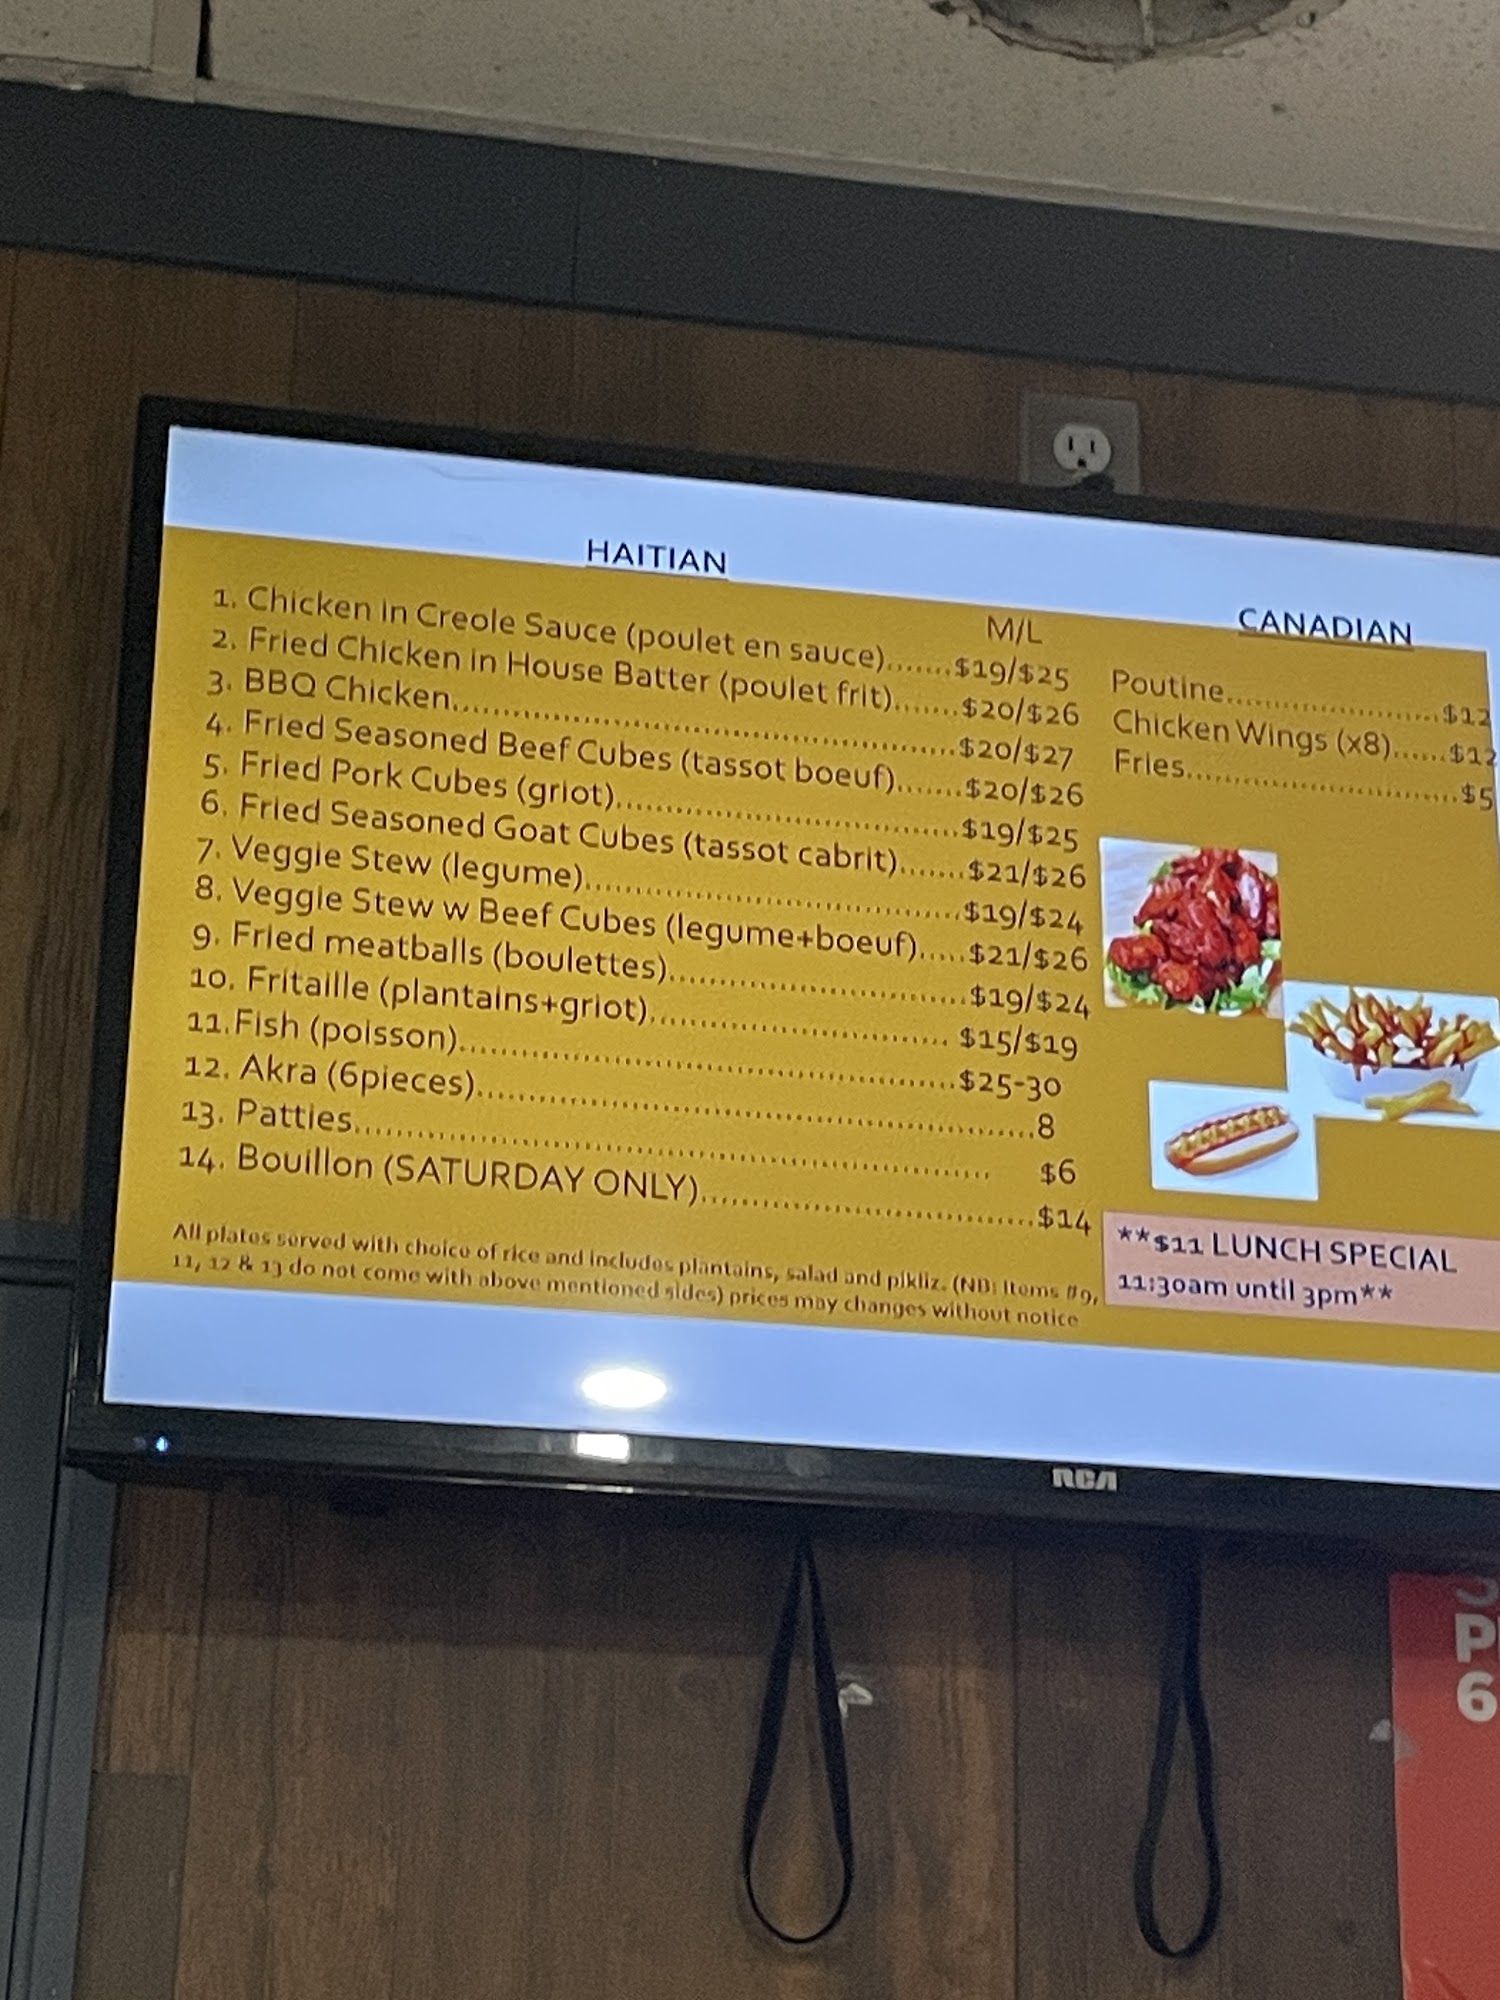 HAITIAN
M/L
1. Chicken in Creole Sauce (poulet en sauce).......$19/$25
2. Fried Chicken in House Batter (poulet frit).......$20/$26
3. BBQ Chicken................................................$20/$27
4. Fried Seasoned Beef Cubes (tassot boeuf).......$20/$26
5. Fried Pork Cubes (griot)................................$19/$25
6. Fried Seasoned Goat Cubes (tassot cabrit).......$21/$26
7. Veggie Stew (legume)...................................$19/$24
8. Veggie Stew w Beef Cubes (legume+boeuf).....$21/$26
9. Fried meatballs (boulettes)............................$19/$24
10. Fritaille (plantains+griot)............................ $15/$19
11.Fish (poisson)..............................................$25-30
12. Akra (6pieces).....................................................8
13. Patties.......................................................... $6
14. Bouillon (SATURDAY ONLY)...............................$14
All plates served with choice of rice and includes plantains, salad and pikliz. (NB: Items #9,
11, 12 & 13 do not come with above mentioned sides) prices may changes without notice
CANADIAN
Poutine.....................$12
Chicken Wings (x8)......$12
Fries..........................$5
**$11 LUNCH SPECIAL
11:30am until 3pm**
RCA
P
6